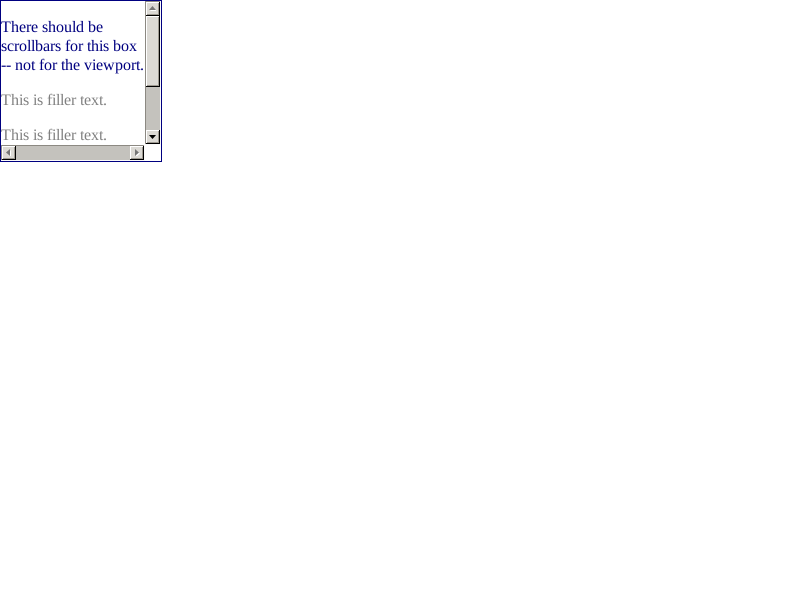 There should be
scrollbars for this box
-- not for the viewport.
This is filler text.
This is filler text.